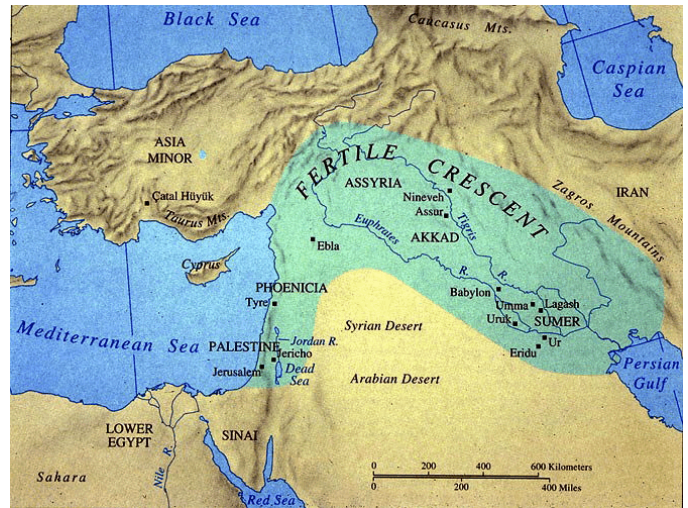 Black Sea
Caucasus Mts.
Caspian
Sea
ASIA
MINOR
FERTILE CRESCENT
ASSYRIA
Nineveh
Assur
IRAN
Zagros Mountains
Çatal Hüyük
Taurus Mts.
AKKAD
Tigris R.
Euphrates R.
Ebla
Cyprus
PHOENICIA
Tyre
Babylon
Umma
Lagash
Uruk
SUMER
Ur
Eridu
Mediterranean Sea
Syrian Desert
PALESTINE
Jordan R.
Jericho
Jerusalem
Dead
Sea
Arabian Desert
Persian
Gulf
LOWER
EGYPT
SINAI
Nile R.
Sahara
Red Sea
0 200 400 600 Kilometers
0 200 400 Miles